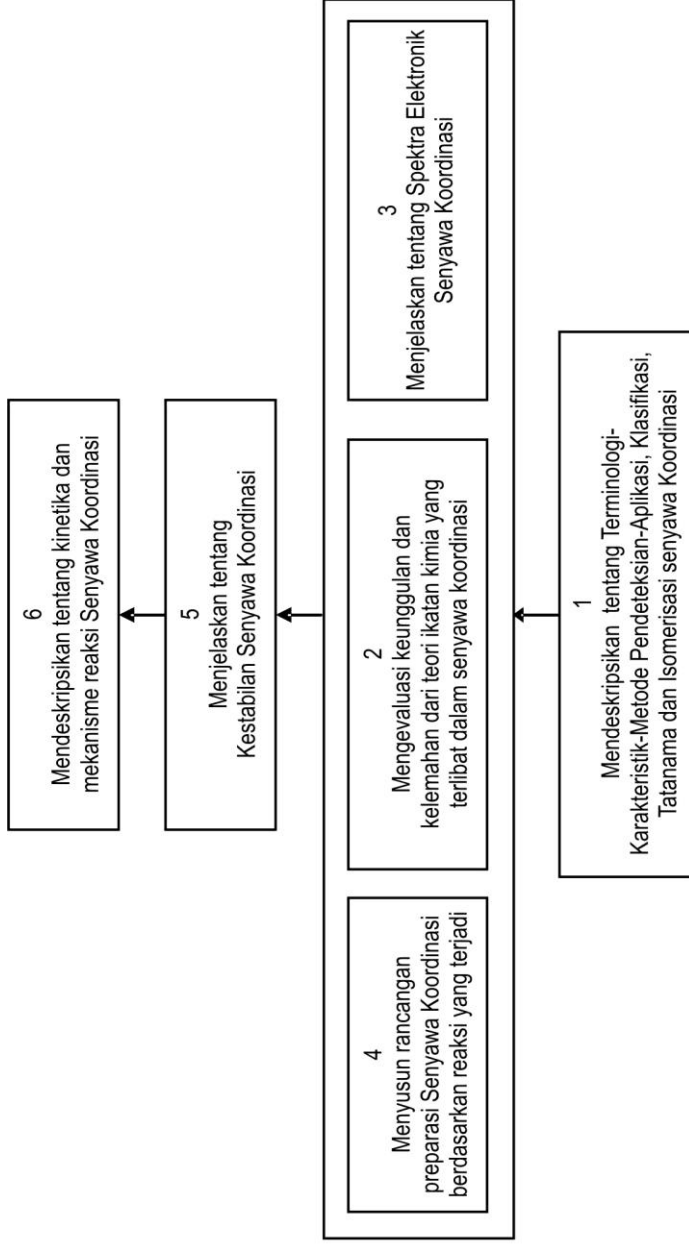 6
Mendeskripsikan tentang kinetika dan
mekanisme reaksi Senyawa Koordinasi
5
Menjelaskan tentang
Kestabilan Senyawa Koordinasi
4
Menyusun rancangan
preparasi Senyawa Koordinasi
berdasarkan reaksi yang terjadi
2
Mengevaluasi keunggulan dan
kelemahan dari teori ikatan kimia yang
terlibat dalam senyawa koordinasi
3
Menjelaskan tentang Spektra Elektronik
Senyawa Koordinasi
1
Mendeskripsikan tentang Terminologi-
Karakteristik-Metode Pendeteksian-Aplikasi, Klasifikasi,
Tatanama dan Isomerisasi senyawa Koordinasi